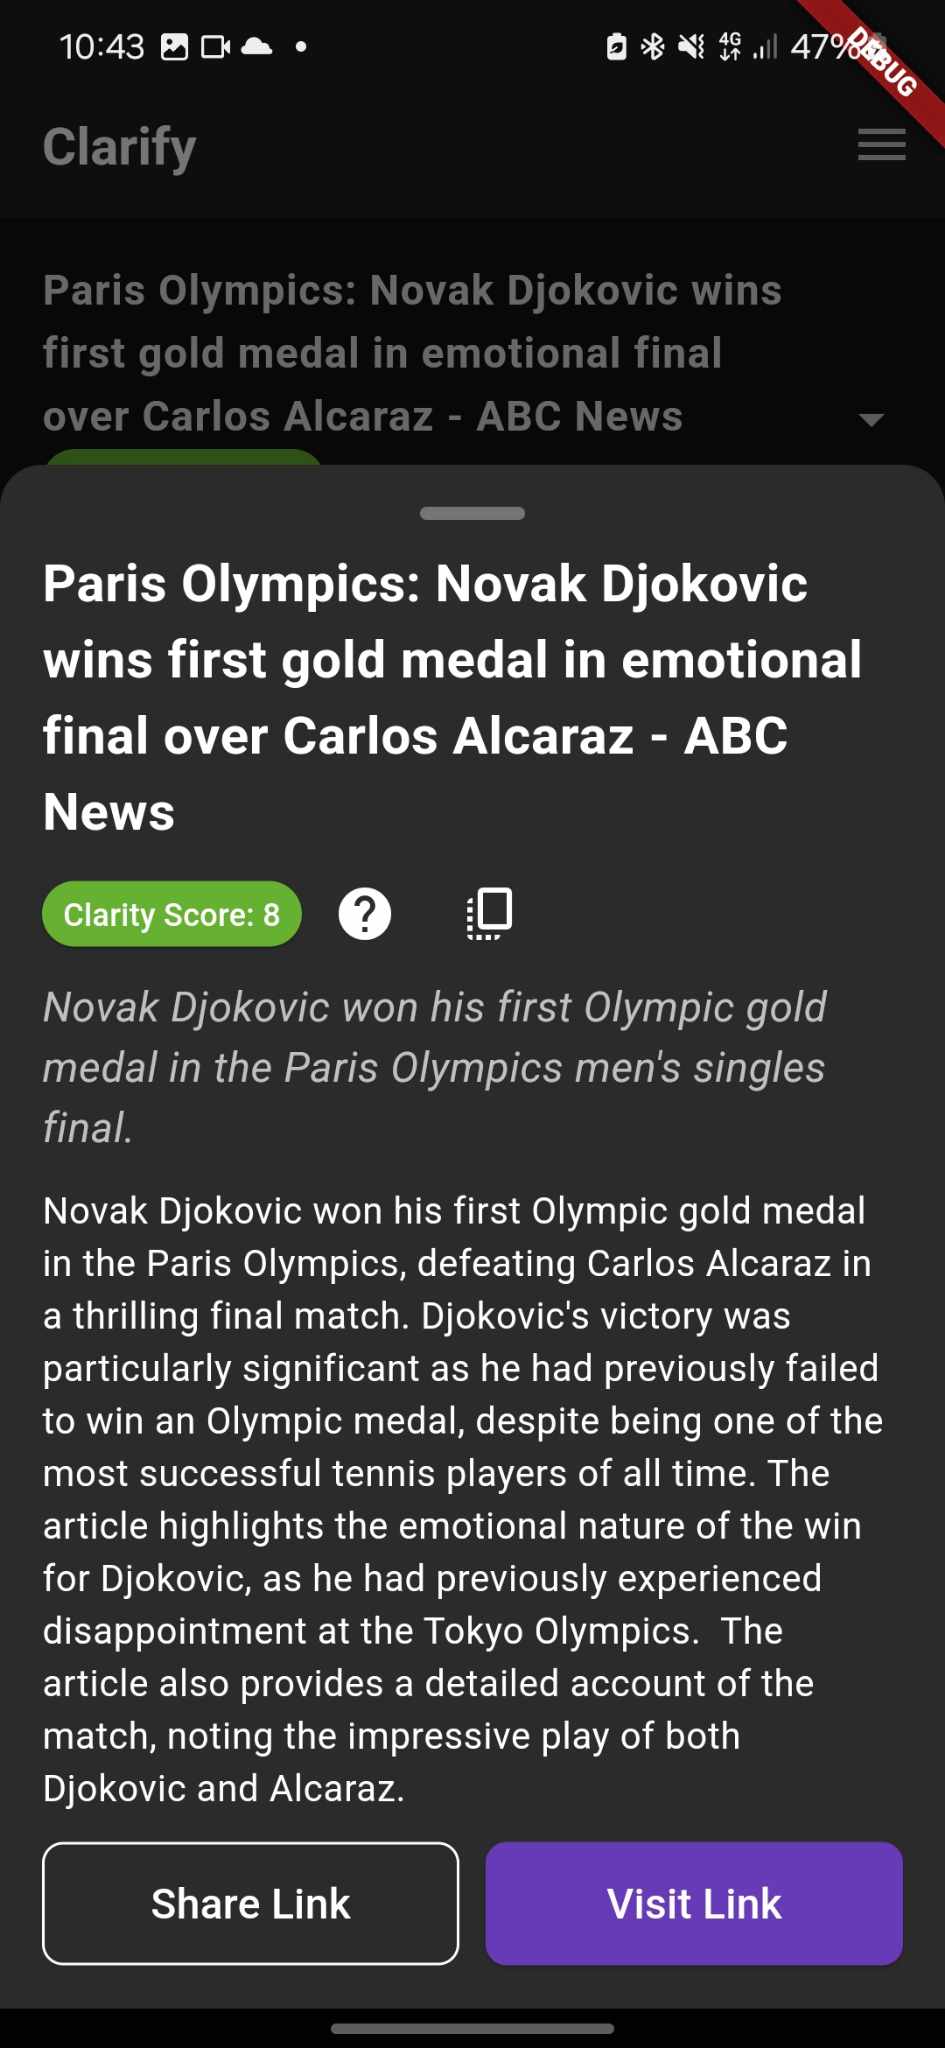 10:43
4G
47%
DEBUG
Clarify
Paris Olympics: Novak Djokovic wins
first gold medal in emotional final
over Carlos Alcaraz - ABC News
Paris Olympics: Novak Djokovic
wins first gold medal in emotional
final over Carlos Alcaraz - ABC
News
Clarity Score: 8
Novak Djokovic won his first Olympic gold
medal in the Paris Olympics men's singles
final.
Novak Djokovic won his first Olympic gold medal
in the Paris Olympics, defeating Carlos Alcaraz in
a thrilling final match. Djokovic's victory was
particularly significant as he had previously failed
to win an Olympic medal, despite being one of the
most successful tennis players of all time. The
article highlights the emotional nature of the win
for Djokovic, as he had previously experienced
disappointment at the Tokyo Olympics.  The
article also provides a detailed account of the
match, noting the impressive play of both
Djokovic and Alcaraz.
Share Link
Visit Link